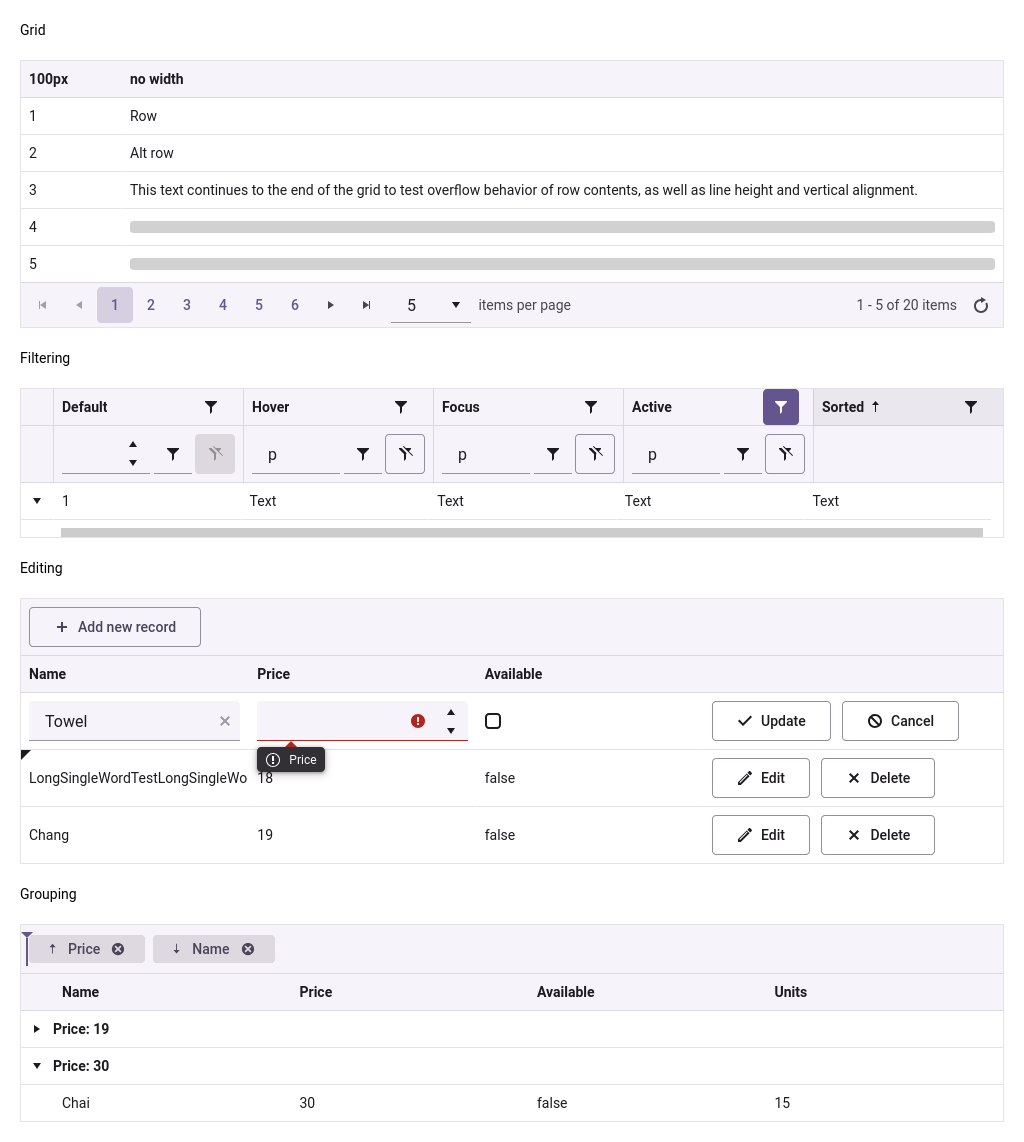 Grid
100px no width
1 Row
2 Alt row
3 This text continues to the end of the grid to test overflow behavior of row contents, as well as line height and vertical alignment.
4
5
1 2 3 4 5 6 5 items per page 1 - 5 of 20 items
Filtering
Default Hover Focus Active Sorted
p p p
1 Text Text Text Text
Editing
Add new record
Name Price Available
Towel Update Cancel
Price
LongSingleWordTestLongSingleWo 18 false Edit Delete
Chang 19 false Edit Delete
Grouping
Price Name
Name Price Available Units
Price: 19
Price: 30
Chai 30 false 15